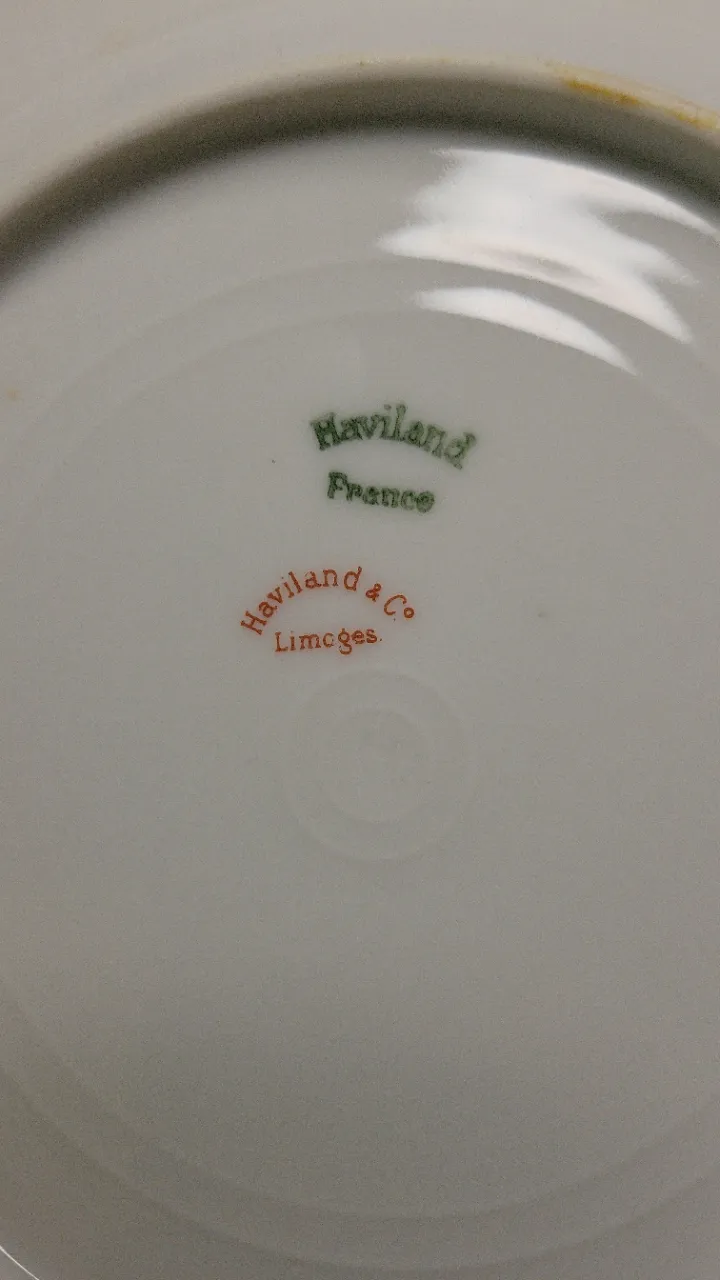 Haviland
France
Haviland & Co
Limoges.